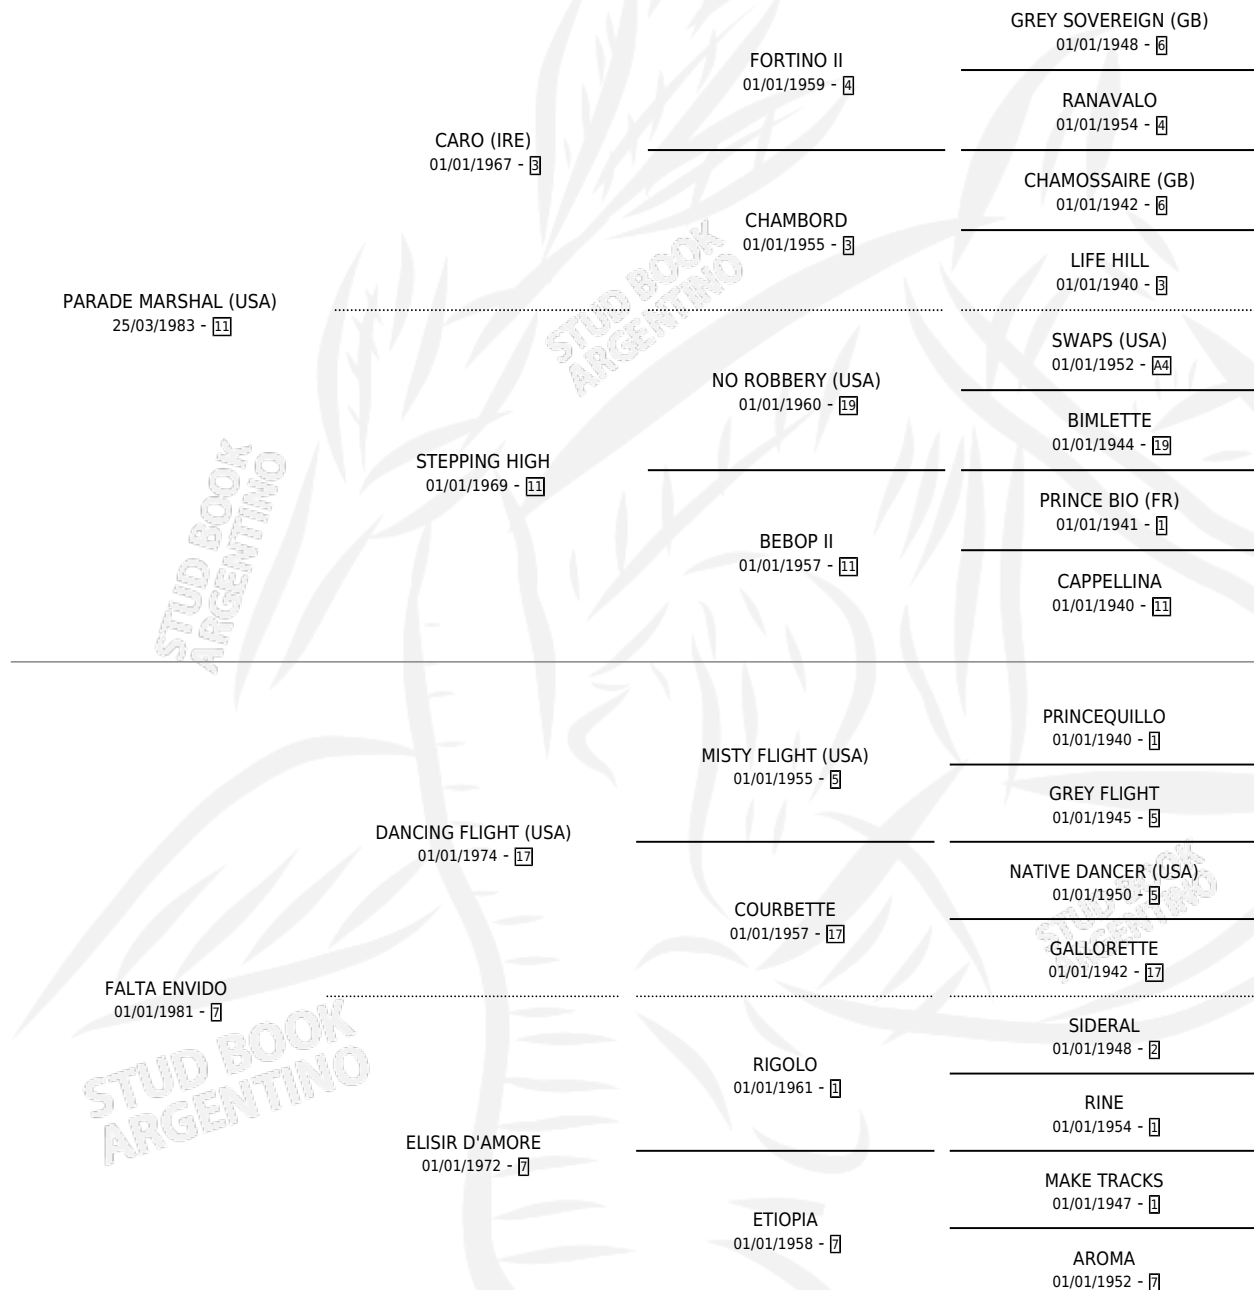 GREY SOVEREIGN (GB)
01/01/1948 - 6
FORTINO II
01/01/1959 - 4
RANAVALO
01/01/1954 - 4
CARO (IRE)
01/01/1967 - 3
CHAMOSSAIRE (GB)
01/01/1942 - 6
CHAMBORD
01/01/1955 - 3
LIFE HILL
01/01/1940 - 3
PARADE MARSHAL (USA)
25/03/1983 - 11
SWAPS (USA)
01/01/1952 - A4
NO ROBBERY (USA)
01/01/1960 - 19
BIMLETTE
01/01/1944 - 19
STEPPING HIGH
01/01/1969 - 11
PRINCE BIO (FR)
01/01/1941 - 1
BEBOP II
01/01/1957 - 11
CAPPELLINA
01/01/1940 - 11
PRINCEQUILLO
01/01/1940 - 1
MISTY FLIGHT (USA)
01/01/1955 - 5
GREY FLIGHT
01/01/1945 - 5
DANCING FLIGHT (USA)
01/01/1974 - 17
NATIVE DANCER (USA)
01/01/1950 - 5
COURBETTE
01/01/1957 - 17
GALLORETTE
01/01/1942 - 17
FALTA ENVIDO
01/01/1981 - 7
SIDERAL
01/01/1948 - 2
RIGOLO
01/01/1961 - 1
RINE
01/01/1954 - 1
ELISIR D'AMORE
01/01/1972 - 7
MAKE TRACKS
01/01/1947 - 1
ETIOPIA
01/01/1958 - 7
AROMA
01/01/1952 - 7
STUD BOOK
ARGENTINO
STUD BOOK
ARGENTINO
STUD BOOK
ARGENTINO
STUD BOOK
ARGENTINO